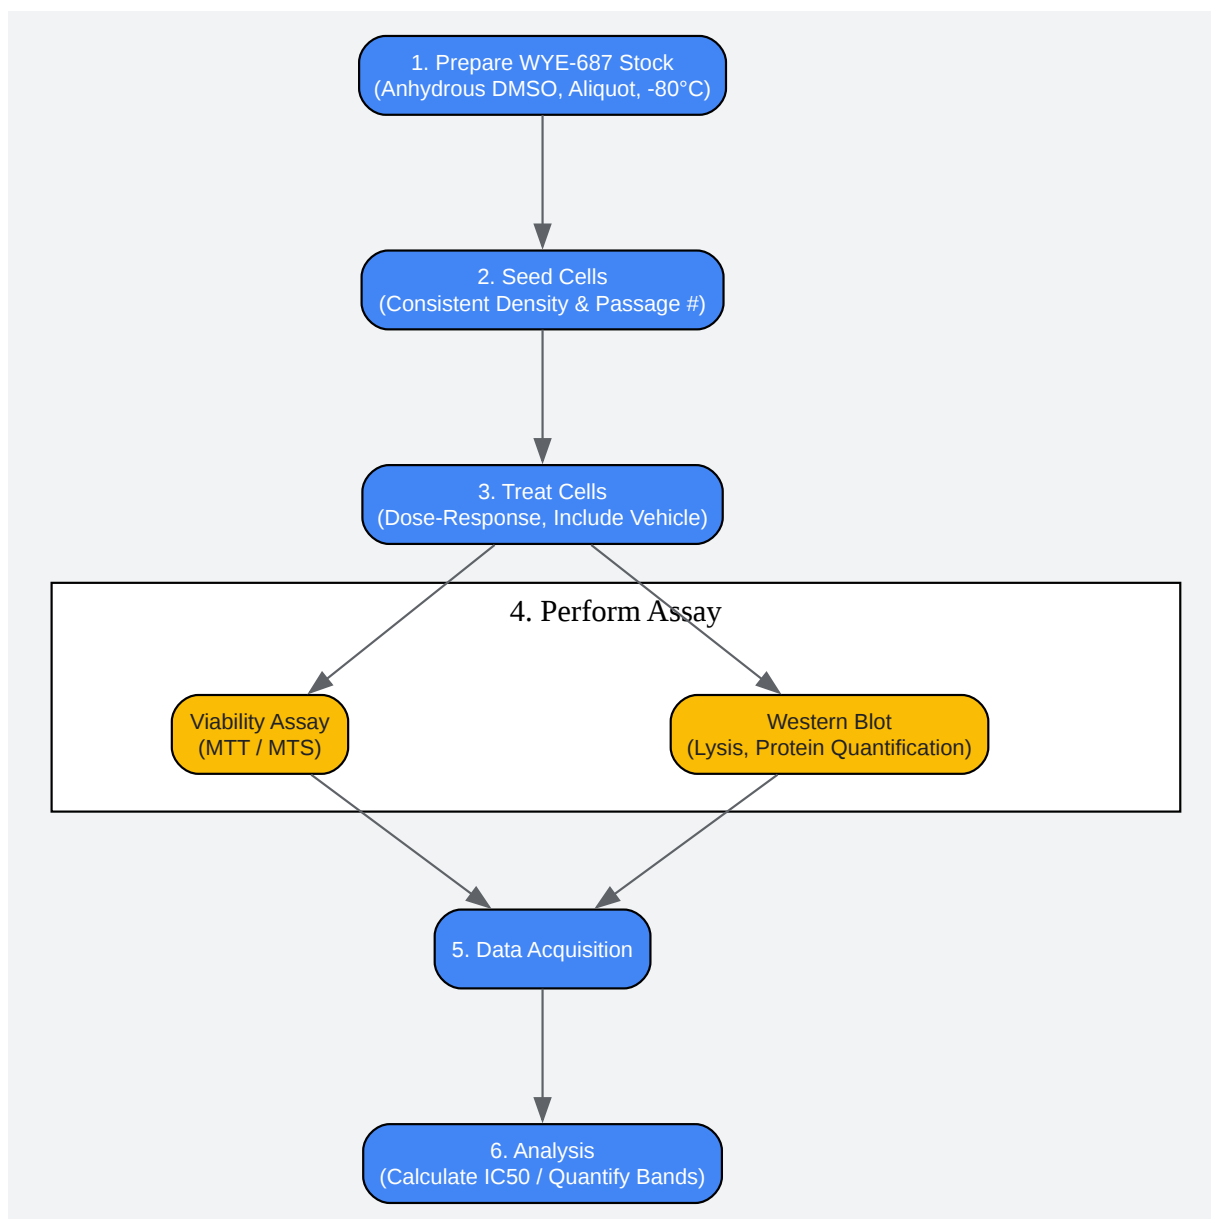 1. Prepare WYE-687 Stock
(Anhydrous DMSO, Aliquot, -80°C)
2. Seed Cells
(Consistent Density & Passage #)
3. Treat Cells
(Dose-Response, Include Vehicle)
4. Perform Assay
Viability Assay
(MTT / MTS)
Western Blot
(Lysis, Protein Quantification)
5. Data Acquisition
6. Analysis
(Calculate IC50 / Quantify Bands)